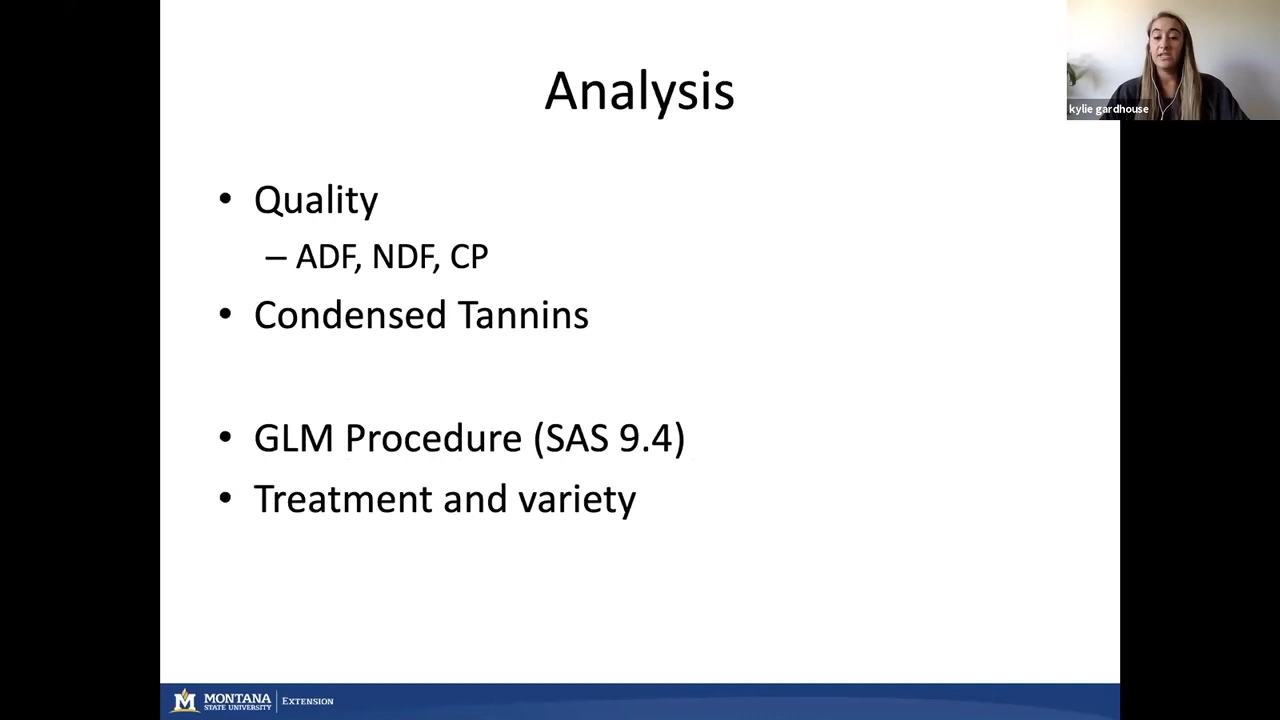 Analysis
kylie gardhouse
• Quality
– ADF, NDF, CP
• Condensed Tannins
• GLM Procedure (SAS 9.4)
• Treatment and variety
M MONTANA
STATE UNIVERSITY
EXTENSION